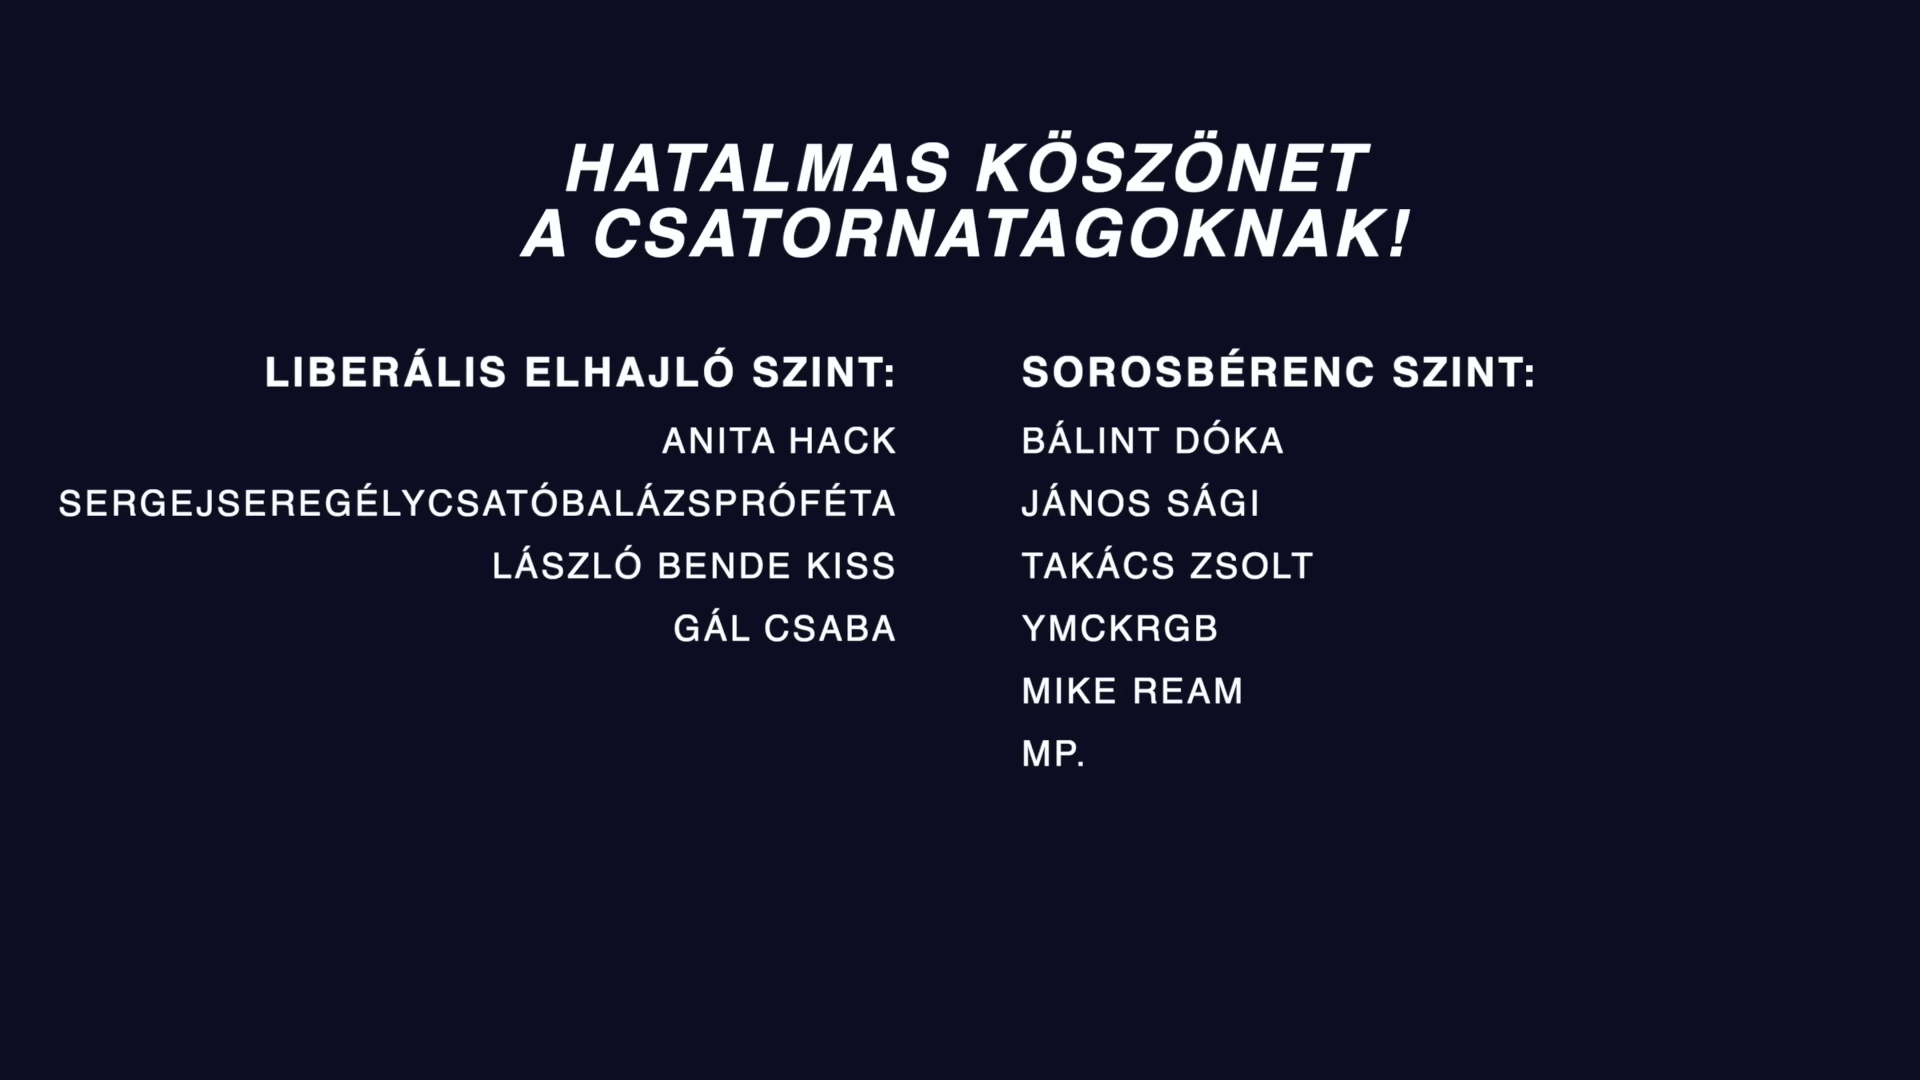 HATALMAS KÖSZÖNET
A CSATORNATAGOKNAK!
LIBERÁLIS ELHAJLÓ SZINT:
ANITA HACK
SERGEJSEREGÉLYCSATÓBALÁZSPRÓFÉTA
LÁSZLÓ BENDE KISS
GÁL CSABA
SOROSBÉRENC SZINT:
BÁLINT DÓKA
JÁNOS SÁGI
TAKÁCS ZSOLT
YMCKRGB
MIKE REAM
MP.